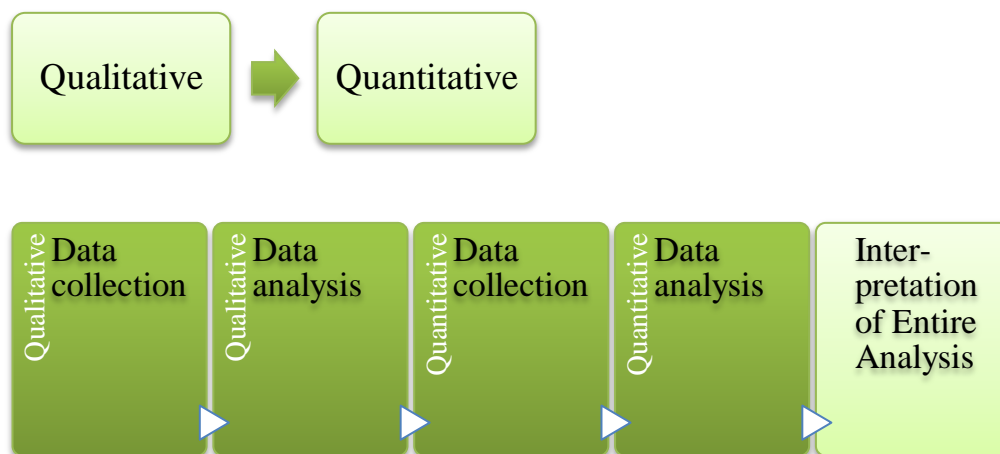 Qualitative
Quantitative
Qualitative
Data
collection
Qualitative
Data
analysis
Quantitative
Data
collection
Quantitative
Data
analysis
Inter-
pretation
of Entire
Analysis